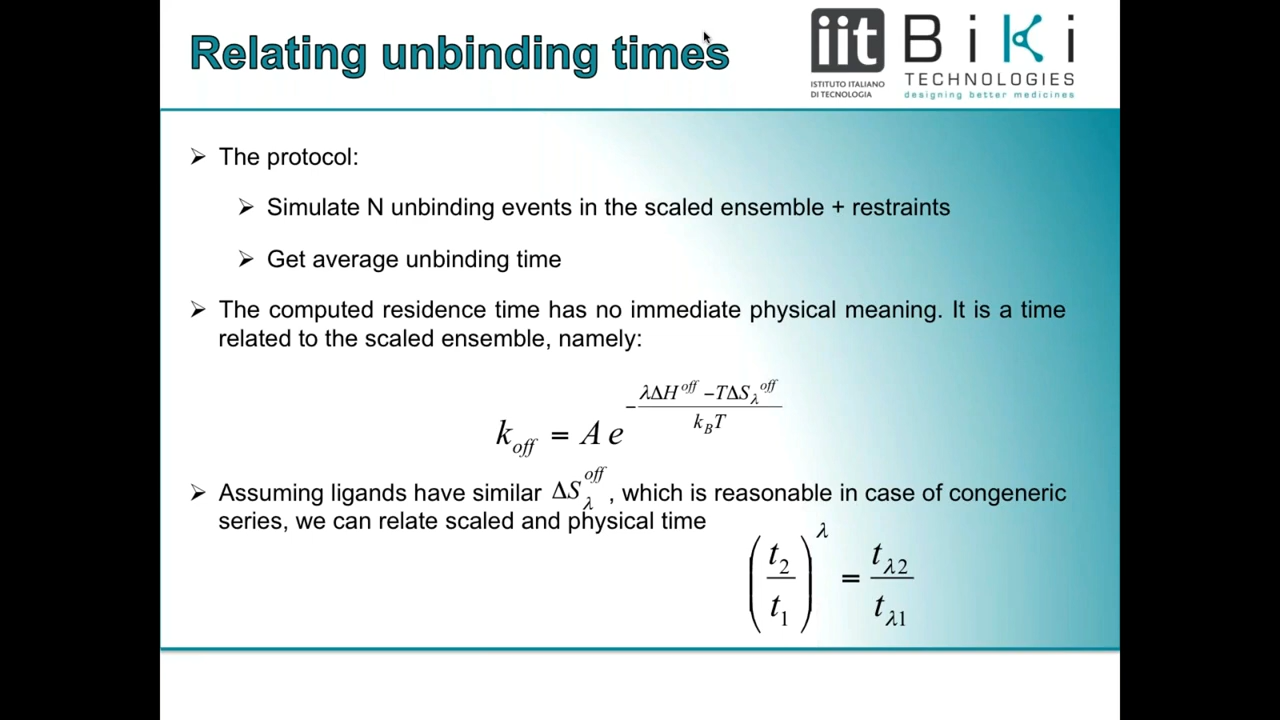 Relating unbinding times
iit
ISTITUTO ITALIANO
DI TECNOLOGIA
BiKi
TECHNOLOGIES
designing better medicines
➢ The protocol:
➢ Simulate N unbinding events in the scaled ensemble + restraints
➢ Get average unbinding time
➢ The computed residence time has no immediate physical meaning. It is a time
related to the scaled ensemble, namely:
k_off = A e^(−(λΔH^off −TΔS_λ^off)/(k_B T))
➢ Assuming ligands have similar ΔS_λ^off , which is reasonable in case of congeneric
series, we can relate scaled and physical time
(t_2/t_1)^λ = t_λ2/t_λ1